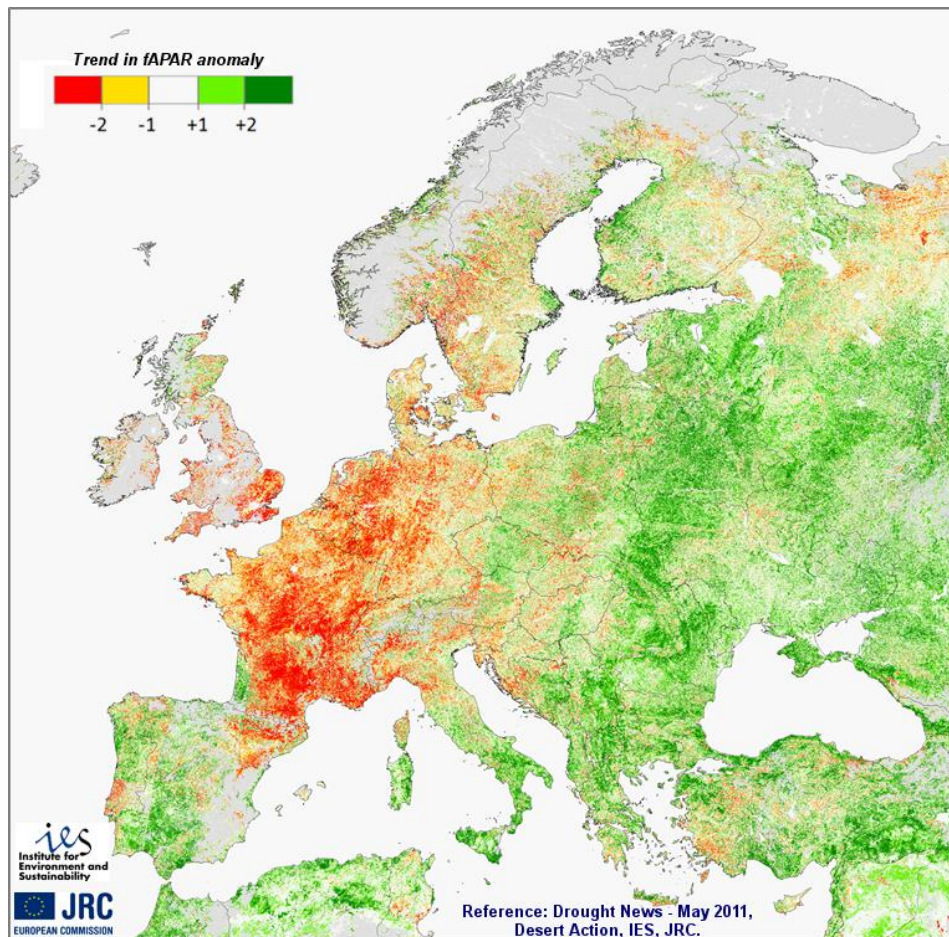 Trend in fAPAR anomaly
-2 -1 +1 +2
ies
Institute for
Environment and
Sustainability
JRC
EUROPEAN COMMISSION
Reference: Drought News - May 2011,
Desert Action, IES, JRC.